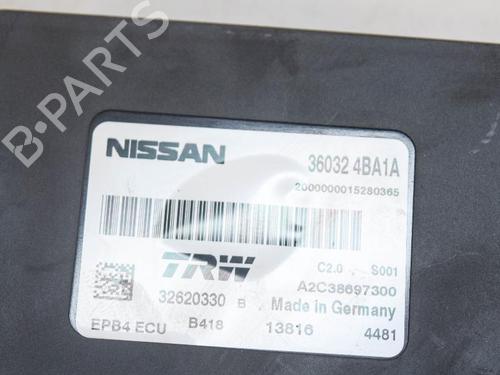 B-PARTS
NISSAN 36032 4BA1A
2000000015280365
TRW C2.0 S001
A2C38697300
32620330 B Made in Germany
EPB4 ECU B418 13816 4481